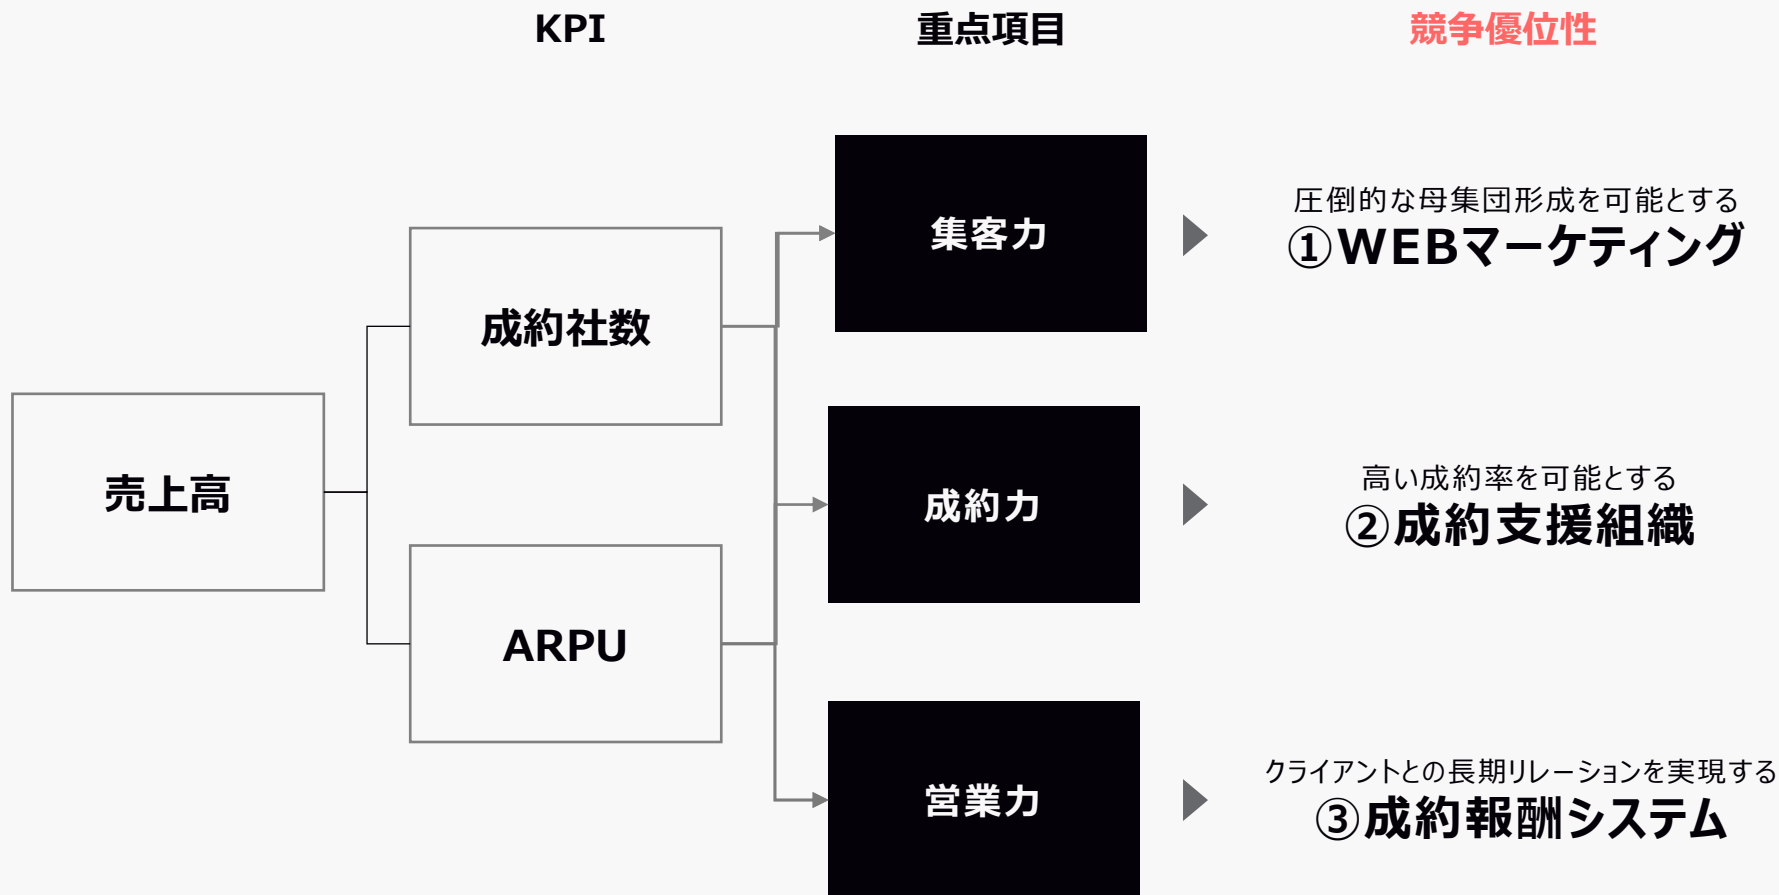 KPI
重点項目
競争優位性
売上高
成約社数
ARPU
集客力
圧倒的な母集団形成を可能とする
①WEBマーケティング
成約力
高い成約率を可能とする
②成約支援組織
営業力
クライアントとの長期リレーションを実現する
③成約報酬システム